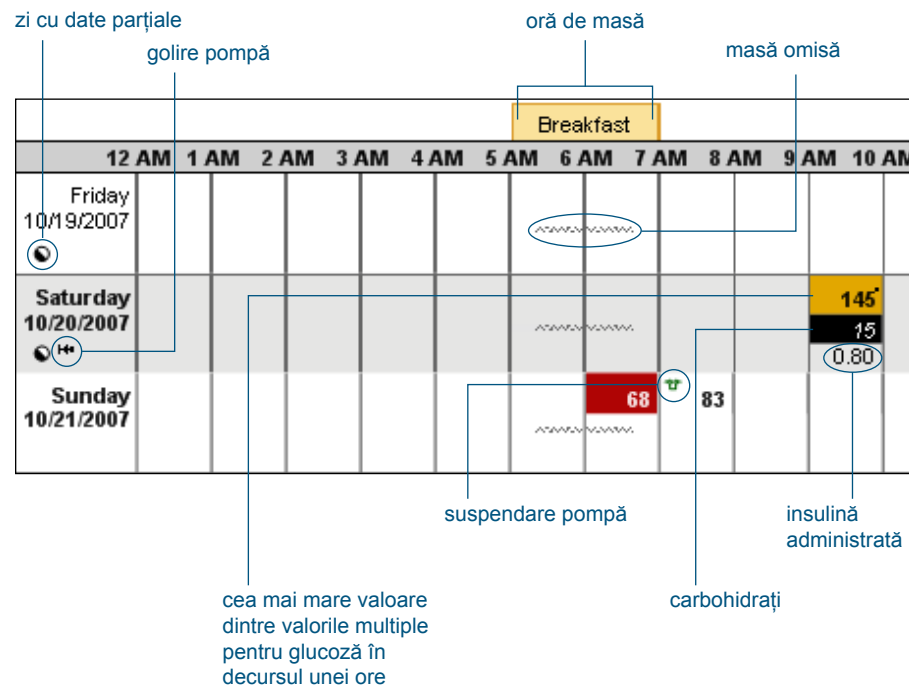 zi cu date parțiale
golire pompă
oră de masă
masă omisă
Breakfast
12 AM 1 AM 2 AM 3 AM 4 AM 5 AM 6 AM 7 AM 8 AM 9 AM 10 AM
Friday
10/19/2007
Saturday
10/20/2007
145
15
0.80
Sunday
10/21/2007
68
83
suspendare pompă
insulină
administrată
cea mai mare valoare
dintre valorile multiple
pentru glucoză în
decursul unei ore
carbohidrați